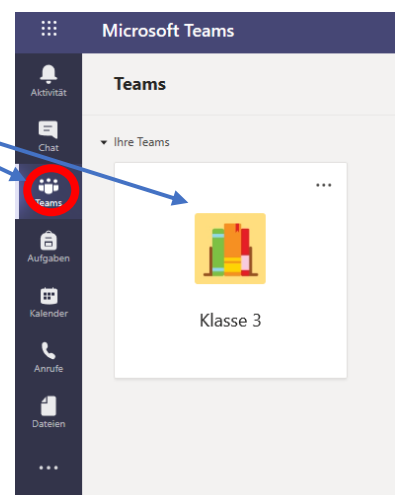 Microsoft Teams
Aktivität
Chat
Teams
Aufgaben
Kalender
Anrufe
Dateien
Teams
Ihre Teams
Klasse 3